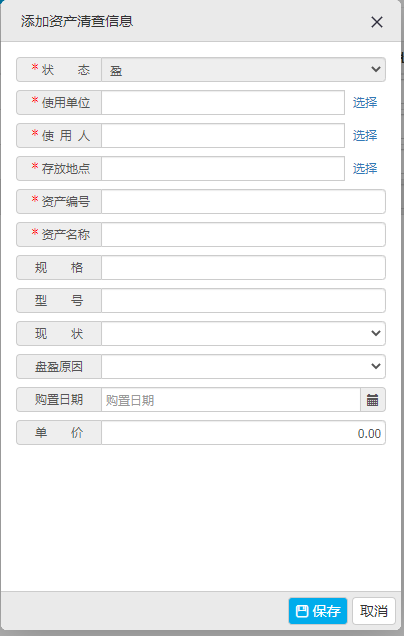 添加资产清查信息
* 状 态 盈
* 使用单位 选择
* 使 用 人 选择
* 存放地点 选择
* 资产编号
* 资产名称
规 格
型 号
现 状
盘盈原因
购置日期 购置日期
单 价 0.00
保存 取消